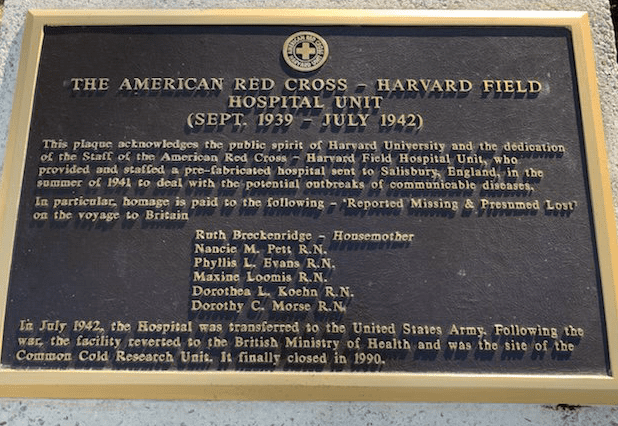 THE AMERICAN RED CROSS - HARVARD FIELD
HOSPITAL UNIT
(SEPT. 1939 - JULY 1942)
This plaque acknowledges the public spirit of Harvard University and the dedication
of the Staff of the American Red Cross - Harvard Field Hospital Unit, who
provided and staffed a pre-fabricated hospital sent to Salisbury, England, in the
summer of 1941 to deal with the potential outbreaks of communicable diseases.
In particular, homage is paid to the following - 'Reported Missing & Presumed Lost'
on the voyage to Britain
Ruth Breckenridge - Housemother
Nancie M. Pett R.N.
Phyllis L. Evans R.N.
Maxine Loomis R.N.
Dorothea L. Koehn R.N.
Dorothy C. Morse R.N.
In July 1942, the Hospital was transferred to the United States Army. Following the
war, the facility reverted to the British Ministry of Health and was the site of the
Common Cold Research Unit. It finally closed in 1990.